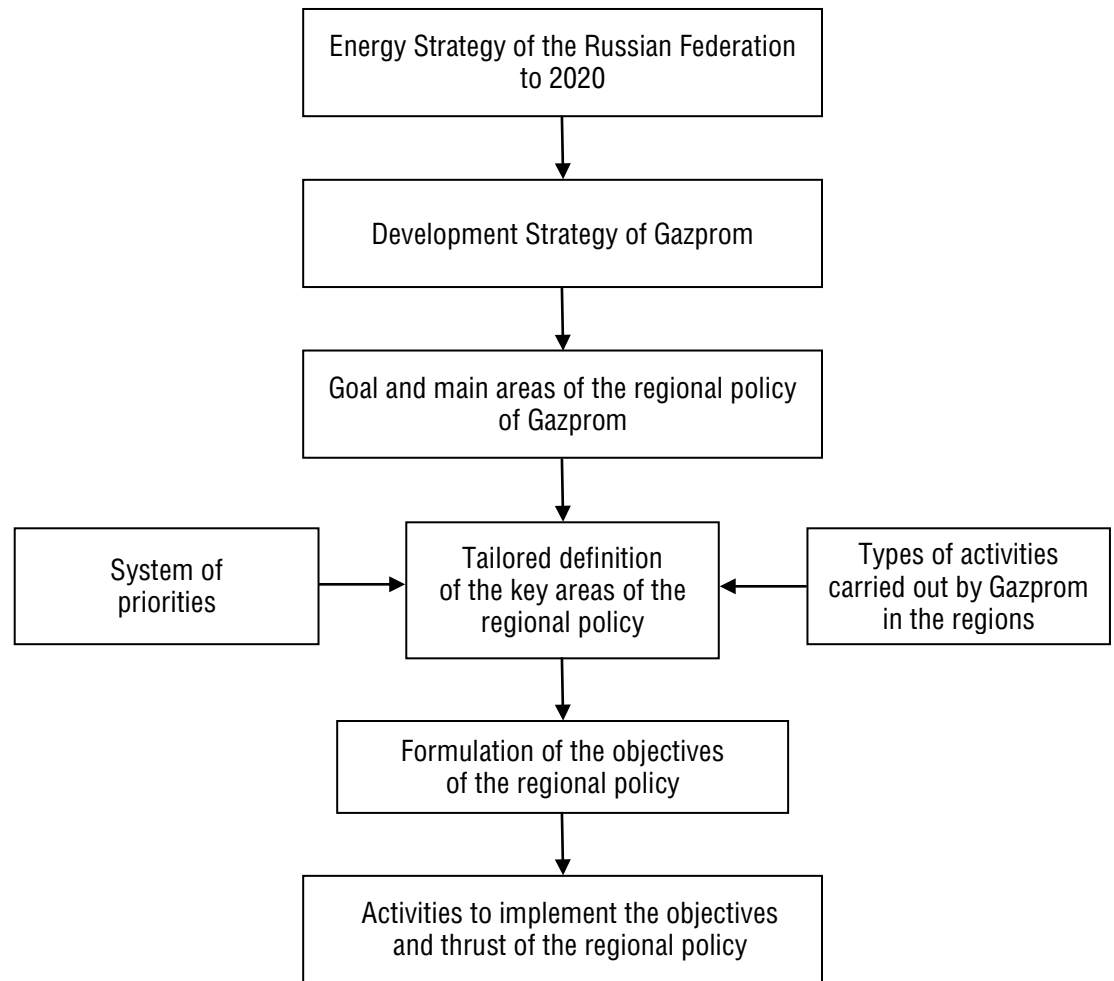 Energy Strategy of the Russian Federation
to 2020
Development Strategy of Gazprom
Goal and main areas of the regional policy
of Gazprom
System of
priorities
Tailored definition
of the key areas of the
regional policy
Types of activities
carried out by Gazprom
in the regions
Formulation of the objectives
of the regional policy
Activities to implement the objectives
and thrust of the regional policy